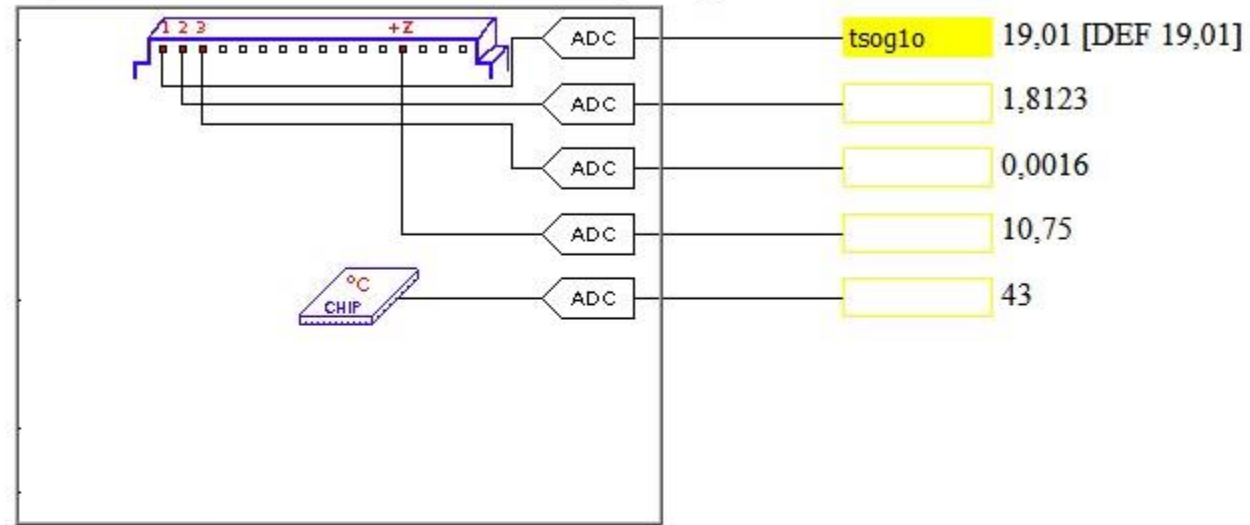 1 2 3 +Z
ADC tsog1o 19,01 [DEF 19,01]
ADC 1,8123
ADC 0,0016
ADC 10,75
°C
CHIP
ADC 43